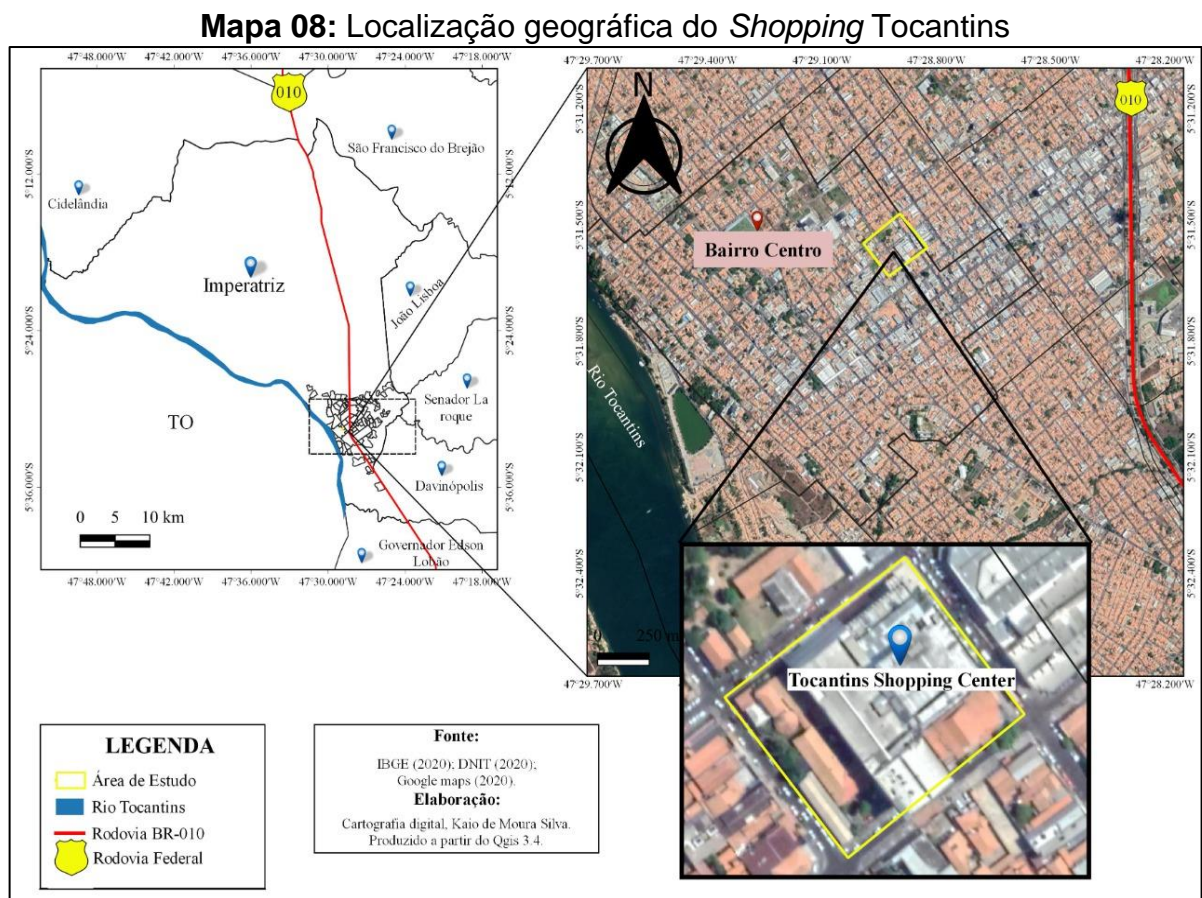 Mapa 08: Localização geográfica do Shopping Tocantins
47°48.000'W 47°42.000'W 47°36.000'W 47°30.000'W 47°24.000'W 47°18.000'W
010
São Francisco do Brejão
Cidelândia
5°12.000'S
5°12.000'S
Imperatriz
João Lisboa
5°24.000'S
5°24.000'S
Senador La
roque
TO
Davinópolis
5°36.000'S
5°36.000'S
0 5 10 km
Governador Edson
Lobão
47°48.000'W 47°42.000'W 47°36.000'W 47°30.000'W 47°24.000'W 47°18.000'W
47°29.700'W 47°29.400'W 47°29.100'W 47°28.800'W 47°28.500'W 47°28.200'W
N
010
5°31.200'S
5°31.200'S
5°31.500'S
5°31.500'S
Bairro Centro
5°31.800'S
5°31.800'S
Rio Tocantins
5°32.100'S
5°32.100'S
5°32.400'S
5°32.400'S
0 250 m
47°29.700'W 47°28.200'W
Tocantins Shopping Center
LEGENDA
Área de Estudo
Rio Tocantins
Rodovia BR-010
Rodovia Federal
Fonte:
IBGE (2020); DNIT (2020);
Google maps (2020).
Elaboração:
Cartografia digital, Kaio de Moura Silva.
Produzido a partir do Qgis 3.4.